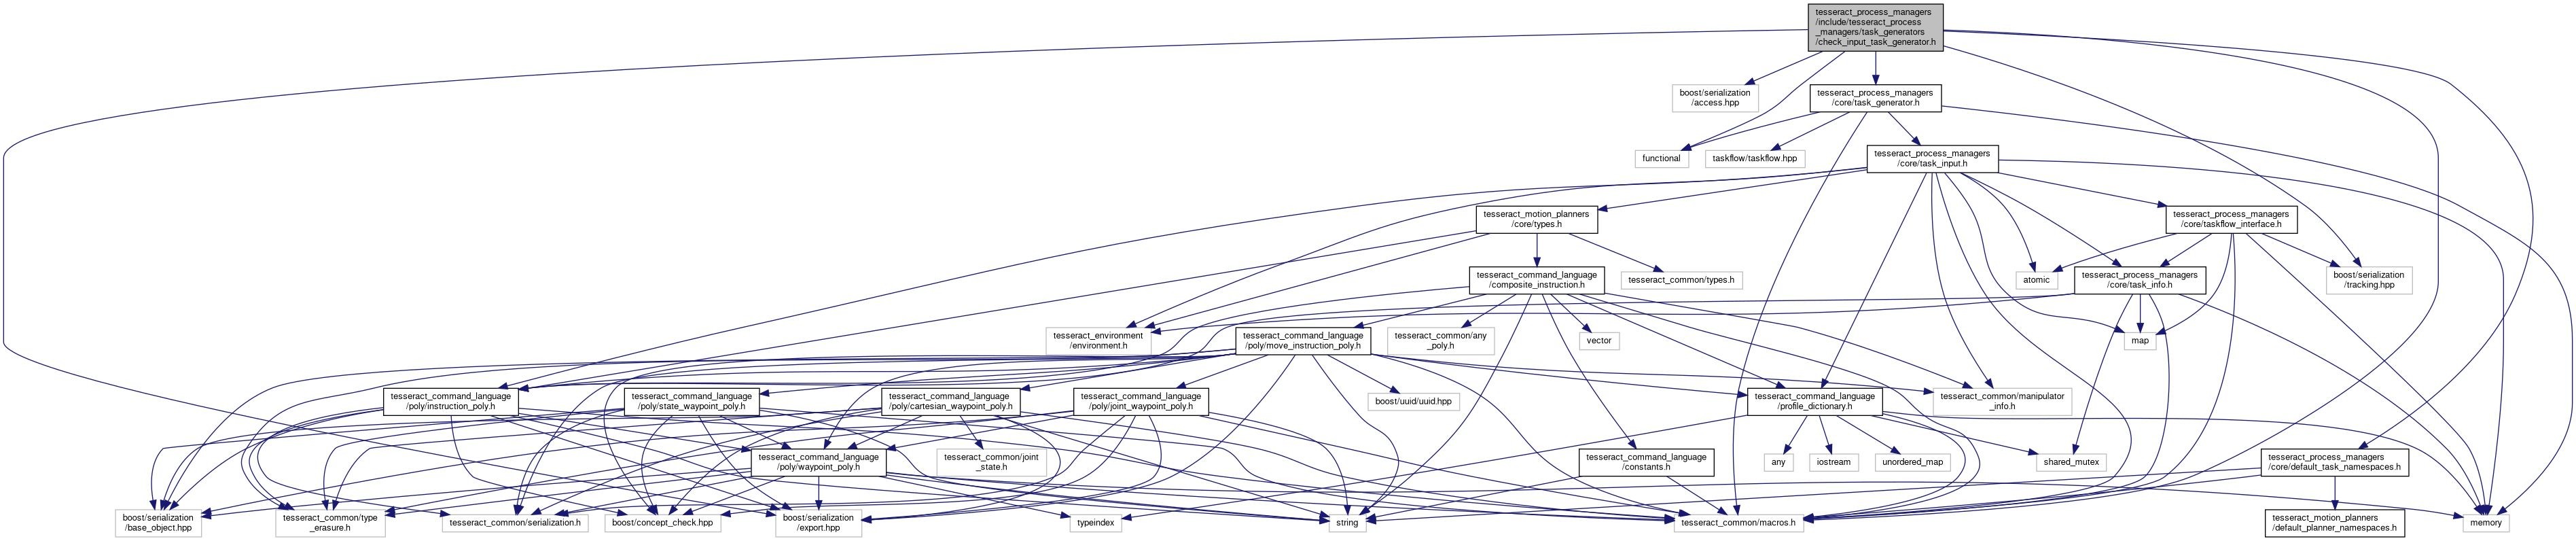 tesseract_process_managers
/include/tesseract_process
_managers/task_generators
/check_input_task_generator.h
boost/serialization
/access.hpp
tesseract_process_managers
/core/task_generator.h
functional
taskflow/taskflow.hpp
tesseract_process_managers
/core/task_input.h
tesseract_motion_planners
/core/types.h
tesseract_process_managers
/core/taskflow_interface.h
tesseract_command_language
/composite_instruction.h
tesseract_common/types.h
atomic
tesseract_process_managers
/core/task_info.h
boost/serialization
/tracking.hpp
tesseract_environment
/environment.h
tesseract_command_language
/poly/move_instruction_poly.h
tesseract_common/any
_poly.h
vector
map
tesseract_command_language
/poly/instruction_poly.h
tesseract_command_language
/poly/state_waypoint_poly.h
tesseract_command_language
/poly/cartesian_waypoint_poly.h
tesseract_command_language
/poly/joint_waypoint_poly.h
boost/uuid/uuid.hpp
tesseract_command_language
/profile_dictionary.h
tesseract_common/manipulator
_info.h
tesseract_command_language
/poly/waypoint_poly.h
tesseract_common/joint
_state.h
tesseract_command_language
/constants.h
any
iostream
unordered_map
shared_mutex
tesseract_process_managers
/core/default_task_namespaces.h
boost/serialization
/base_object.hpp
tesseract_common/type
_erasure.h
tesseract_common/serialization.h
boost/concept_check.hpp
boost/serialization
/export.hpp
typeindex
string
tesseract_common/macros.h
tesseract_motion_planners
/default_planner_namespaces.h
memory